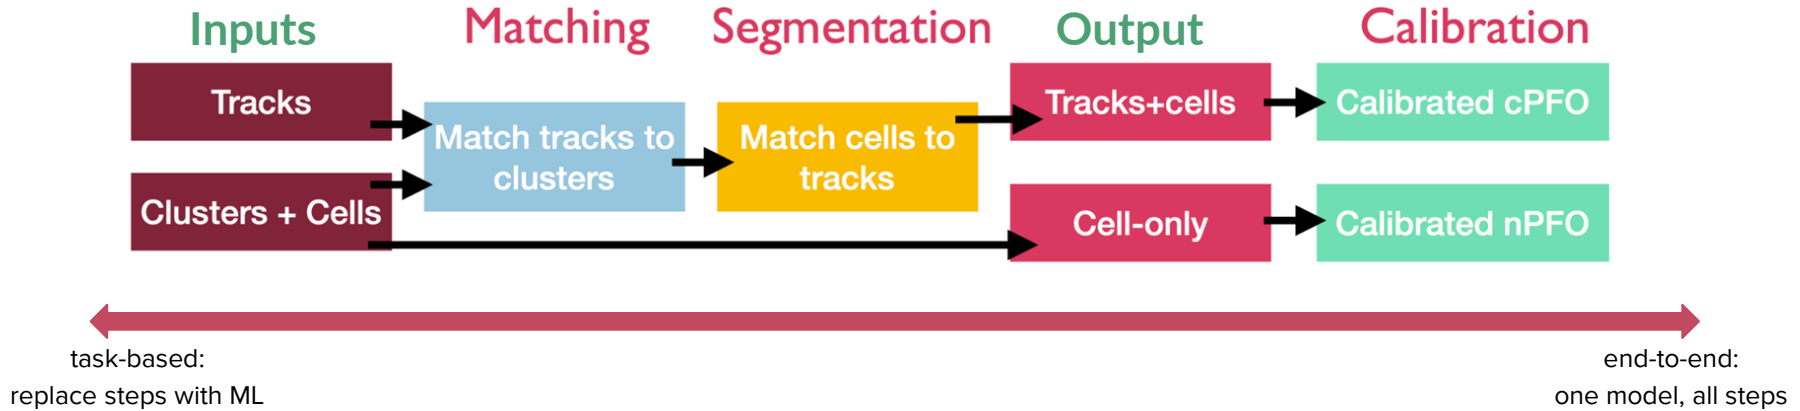 Inputs
Matching
Segmentation
Output
Calibration
Tracks
Clusters + Cells
Match tracks to
clusters
Match cells to
tracks
Tracks+cells
Cell-only
Calibrated cPFO
Calibrated nPFO
task-based:
replace steps with ML
end-to-end:
one model, all steps